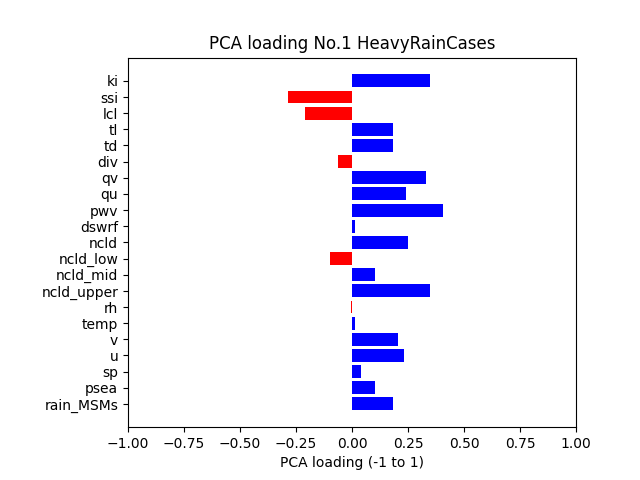 PCA loading No.1 HeavyRainCases
ki
ssi
lcl
tl
td
div
qv
qu
pwv
dswrf
ncld
ncld_low
ncld_mid
ncld_upper
rh
temp
v
u
sp
psea
rain_MSMs
−1.00 −0.75 −0.50 −0.25 0.00 0.25 0.50 0.75 1.00
PCA loading (-1 to 1)